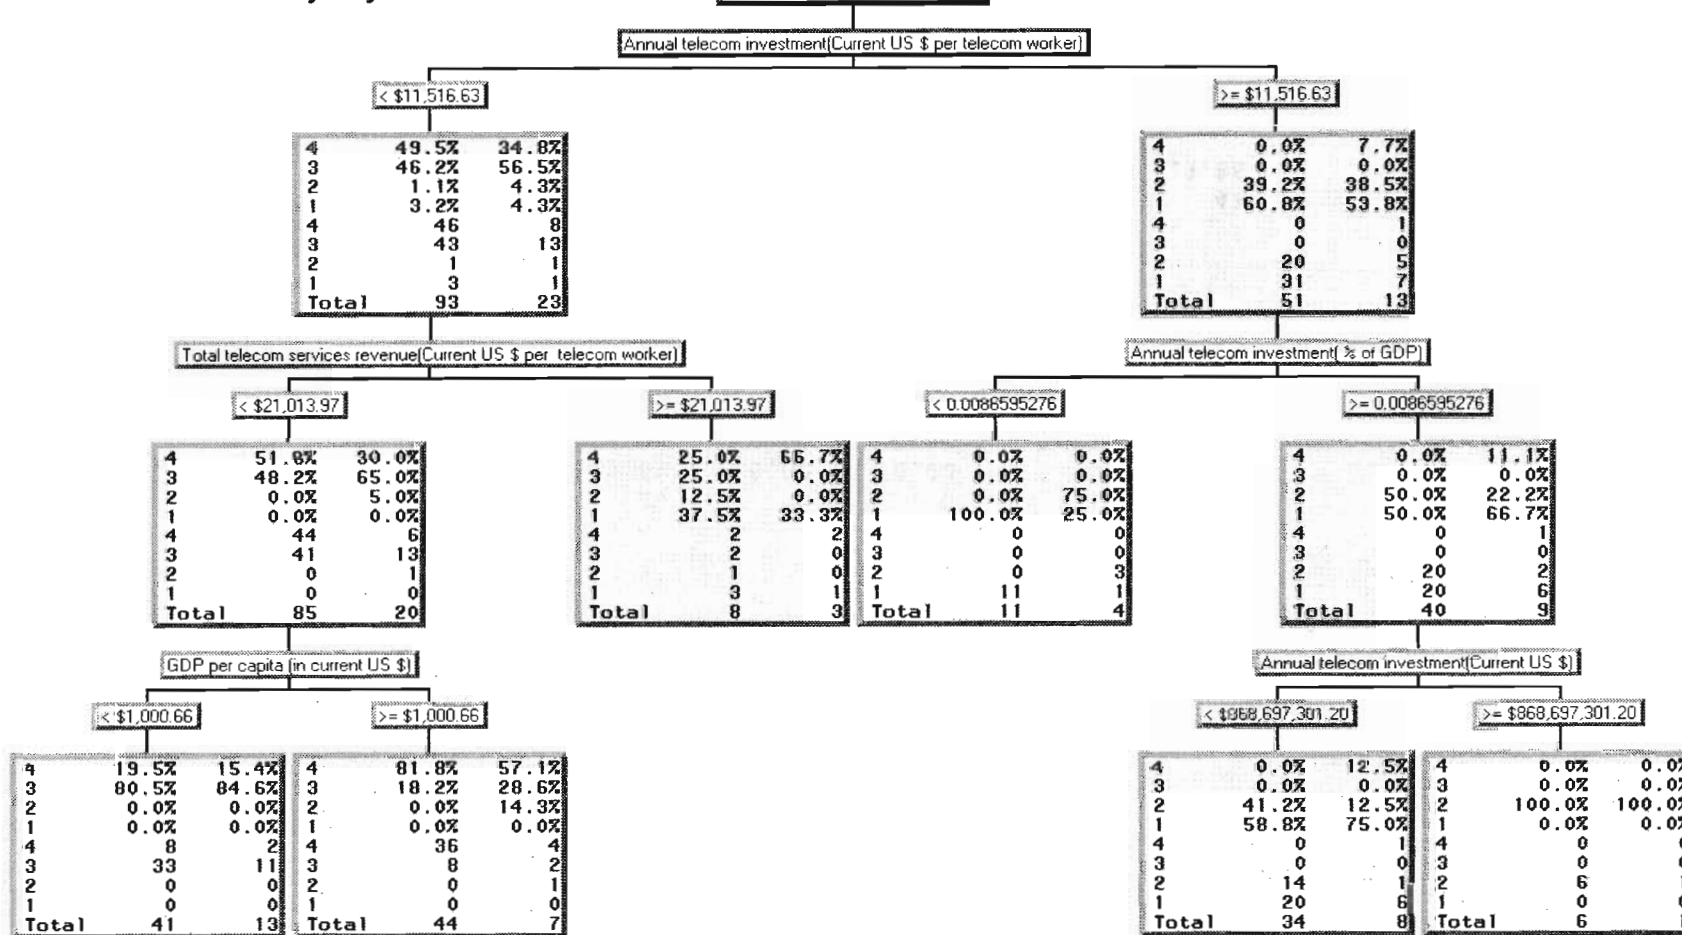 Annual telecom investment(Current US $ per telecom worker)
< $11,516.63
>= $11,516.63
4 49.5% 34.8%
3 46.2% 56.5%
2 1.1% 4.3%
1 3.2% 4.3%
4 46 8
3 43 13
2 1 1
1 3 1
Total 93 23
4 0.0% 7.7%
3 0.0% 0.0%
2 39.2% 38.5%
1 60.8% 53.8%
4 0 1
3 0 0
2 20 5
1 31 7
Total 51 13
Total telecom services revenue(Current US $ per telecom worker)
Annual telecom investment( % of GDP)
< $21,013.97
>= $21,013.97
< 0.0086595276
>= 0.0086595276
4 51.8% 30.0%
3 48.2% 65.0%
2 0.0% 5.0%
1 0.0% 0.0%
4 44 6
3 41 13
2 0 1
1 0 0
Total 85 20
4 25.0% 66.7%
3 25.0% 0.0%
2 12.5% 0.0%
1 37.5% 33.3%
4 2 2
3 2 0
2 1 0
1 3 1
Total 8 3
4 0.0% 0.0%
3 0.0% 0.0%
2 0.0% 75.0%
1 100.0% 25.0%
4 0 0
3 0 0
2 0 3
1 11 1
Total 11 4
4 0.0% 11.1%
3 0.0% 0.0%
2 50.0% 22.2%
1 50.0% 66.7%
4 0 1
3 0 0
2 20 2
1 20 6
Total 40 9
GDP per capita (in current US $)
Annual telecom investment(Current US $)
< $1,000.66
>= $1,000.66
< $868,697,301.20
>= $868,697,301.20
4 19.5% 15.4%
3 80.5% 84.6%
2 0.0% 0.0%
1 0.0% 0.0%
4 8 2
3 33 11
2 0 0
1 0 0
Total 41 13
4 81.8% 57.1%
3 18.2% 28.6%
2 0.0% 14.3%
1 0.0% 0.0%
4 36 4
3 8 2
2 0 1
1 0 0
Total 44 7
4 0.0% 12.5%
3 0.0% 0.0%
2 41.2% 12.5%
1 58.8% 75.0%
4 0 1
3 0 0
2 14 1
1 20 6
Total 34 8
4 0.0% 0.0%
3 0.0% 0.0%
2 100.0% 100.0%
1 0.0% 0.0%
4 0
3 0
2 6
1 0
Total 6